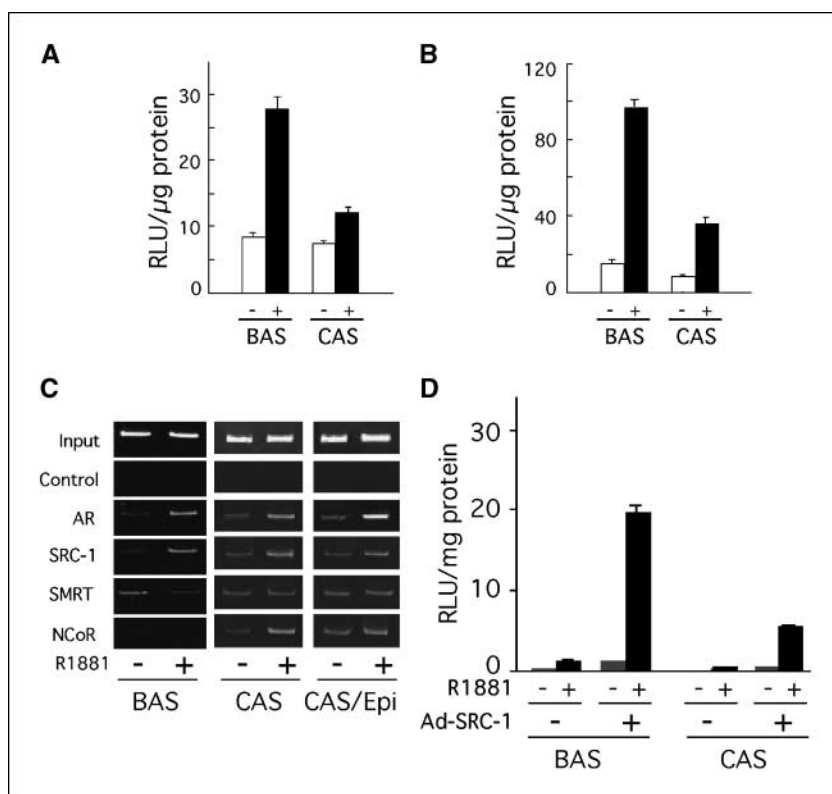 A
RLU/µg protein
30
20
10
0
- + - +
BAS CAS
B
RLU/µg protein
120
80
40
0
- + - +
BAS CAS
C
Input
Control
AR
SRC-1
SMRT
NCoR
R1881 - + - + - +
BAS CAS CAS/Epi
D
RLU/mg protein
30
20
10
0
R1881 - + - + - + - +
Ad-SRC-1 - + - +
BAS CAS